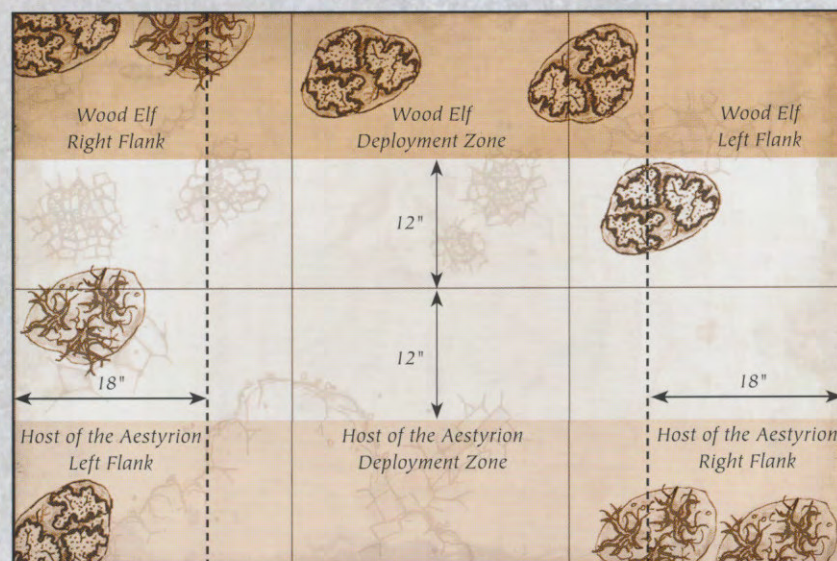 Wood Elf
Right Flank
Wood Elf
Deployment Zone
Wood Elf
Left Flank
12"
12"
18"
18"
Host of the Aestyrion
Left Flank
Host of the Aestyrion
Deployment Zone
Host of the Aestyrion
Right Flank